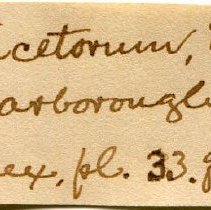 icetorum,
arborough
ex, pl. 33.